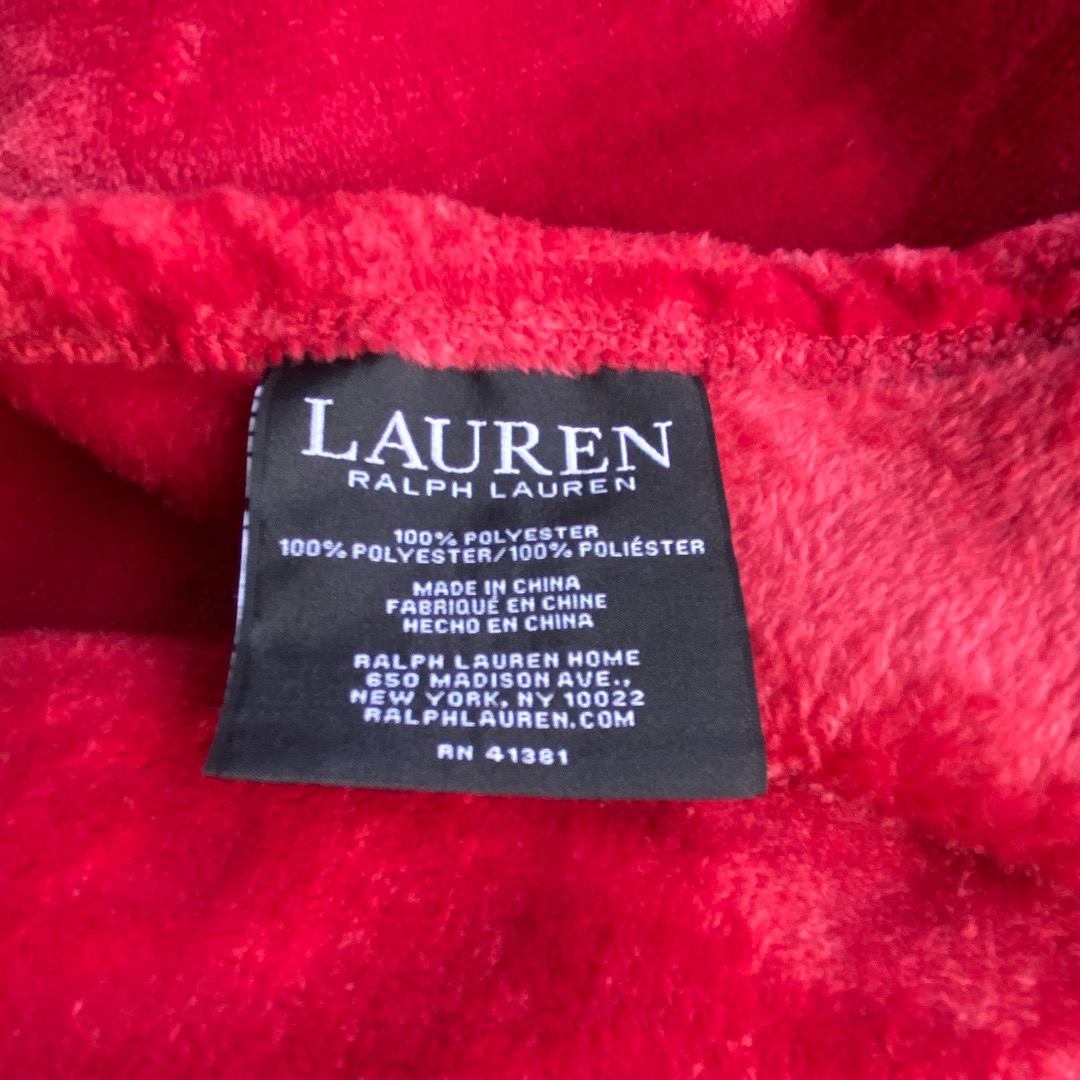 LAUREN
RALPH LAUREN
100% POLYESTER
100% POLYESTER/100% POLIÉSTER
MADE IN CHINA
FABRIQUÉ EN CHINE
HECHO EN CHINA
RALPH LAUREN HOME
650 MADISON AVE.,
NEW YORK, NY 10022
RALPHLAUREN.COM
RN 41381